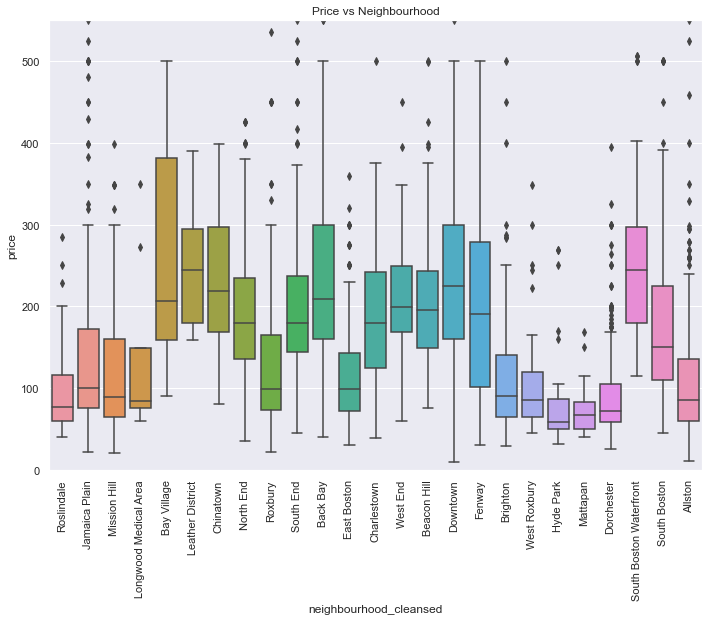 Price vs Neighbourhood
price
500
400
300
200
100
0
Roslindale
Jamaica Plain
Mission Hill
Longwood Medical Area
Bay Village
Leather District
Chinatown
North End
Roxbury
South End
Back Bay
East Boston
Charlestown
West End
Beacon Hill
Downtown
Fenway
Brighton
West Roxbury
Hyde Park
Mattapan
Dorchester
South Boston Waterfront
South Boston
Allston
neighbourhood_cleansed